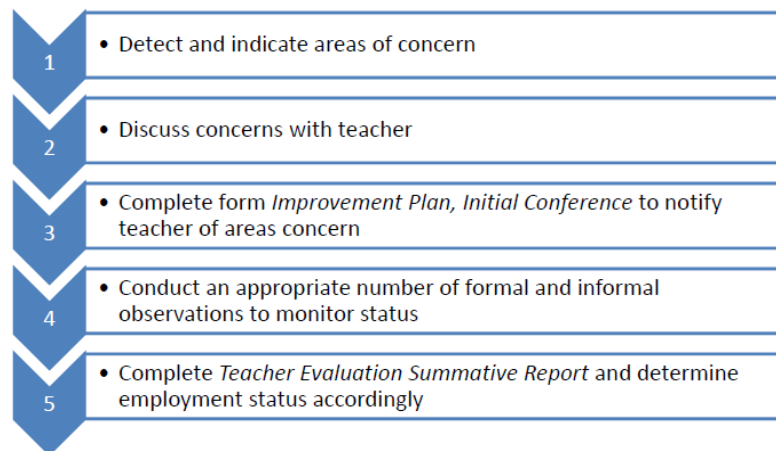 1
• Detect and indicate areas of concern
2
• Discuss concerns with teacher
3
• Complete form Improvement Plan, Initial Conference to notify
teacher of areas concern
4
• Conduct an appropriate number of formal and informal
observations to monitor status
5
• Complete Teacher Evaluation Summative Report and determine
employment status accordingly